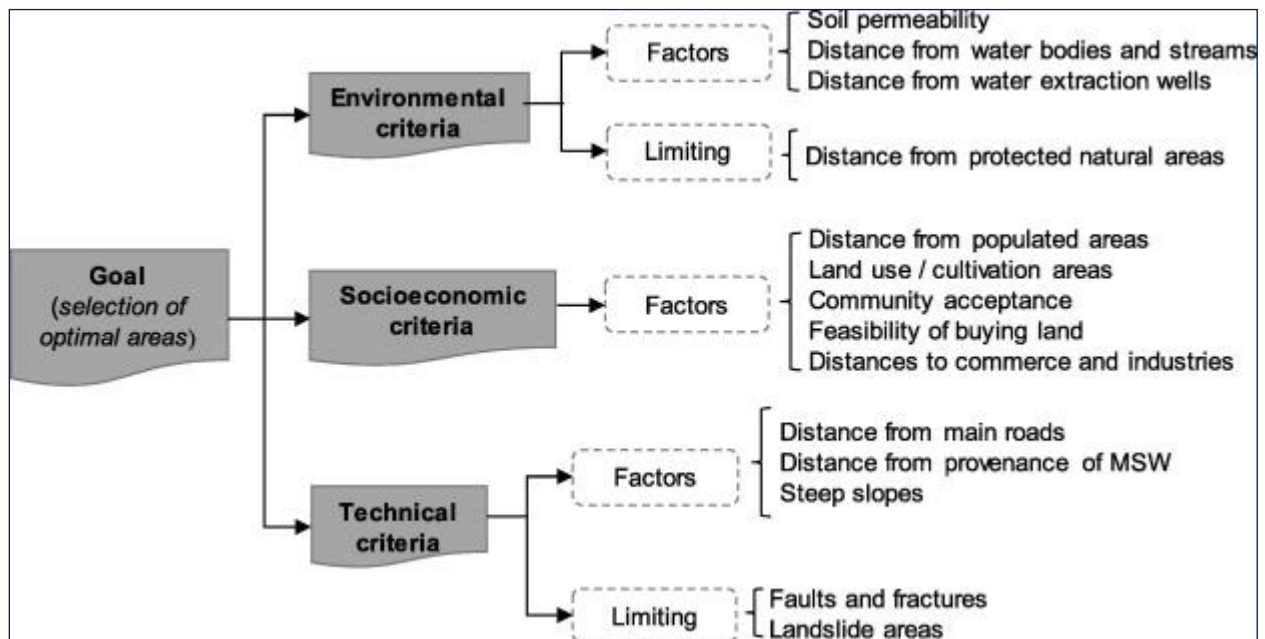 Goal
(selection of
optimal areas)
Environmental
criteria
Factors
Soil permeability
Distance from water bodies and streams
Distance from water extraction wells
Limiting
Distance from protected natural areas
Socioeconomic
criteria
Factors
Distance from populated areas
Land use / cultivation areas
Community acceptance
Feasibility of buying land
Distances to commerce and industries
Technical
criteria
Factors
Distance from main roads
Distance from provenance of MSW
Steep slopes
Limiting
Faults and fractures
Landslide areas